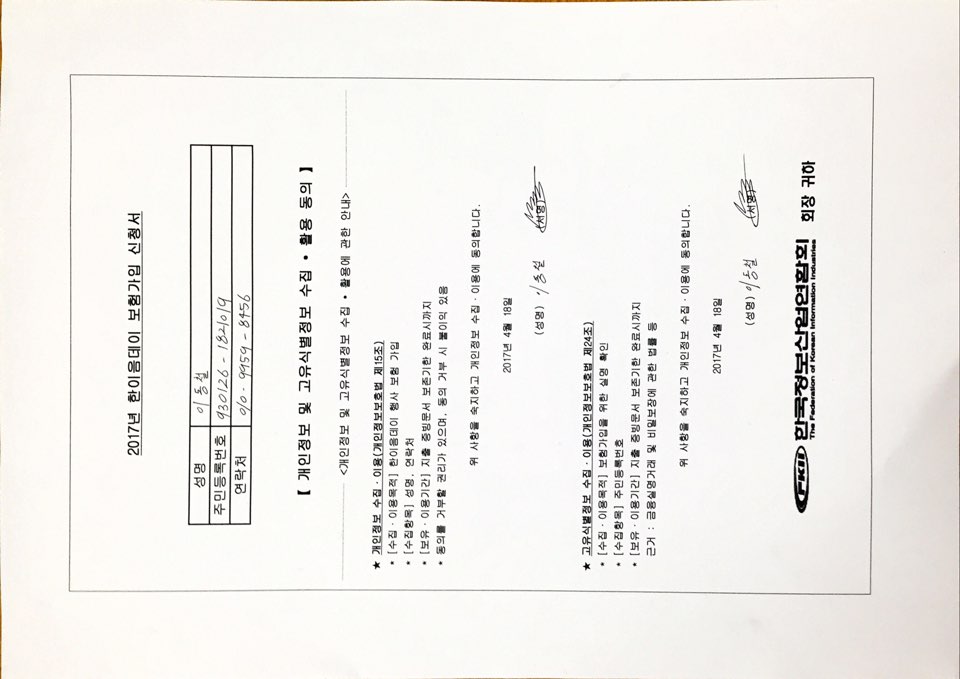 2017년 한이음데이 보험가입 신청서
성명 이동설
주민등록번호 930126 - 1821019
연락처 010 - 9959 - 8456
【 개인정보 및 고유식별정보 수집 • 활용 동의 】
<개인정보 및 고유식별정보 수집 • 활용에 관한 안내>
★ 개인정보 수집 · 이용(개인정보보호법 제15조)
* [수집 · 이용목적] 한이음데이 행사 보험 가입
* [수집항목] 성명, 연락처
* [보유 · 이용기간] 지출 증빙문서 보존기한 완료시까지
* 동의를 거부할 권리가 있으며, 동의 거부 시 불이익 있음
위 사항을 숙지하고 개인정보 수집 · 이용에 동의합니다.
2017년 4월 18일
(성명) 이동설 (서명)
★ 고유식별정보 수집 · 이용(개인정보보호법 제24조)
* [수집 · 이용목적] 보험가입을 위한 실명 확인
* [수집항목] 주민등록번호
* [보유 · 이용기간] 지출 증빙문서 보존기한 완료시까지
근거 : 금융실명거래 및 비밀보장에 관한 법률 등
위 사항을 숙지하고 개인정보 수집 · 이용에 동의합니다.
2017년 4월 18일
(성명) 이동설 (서명)
FKII 한국정보산업연합회 회장 귀하
The Federation of Korean Information Industries